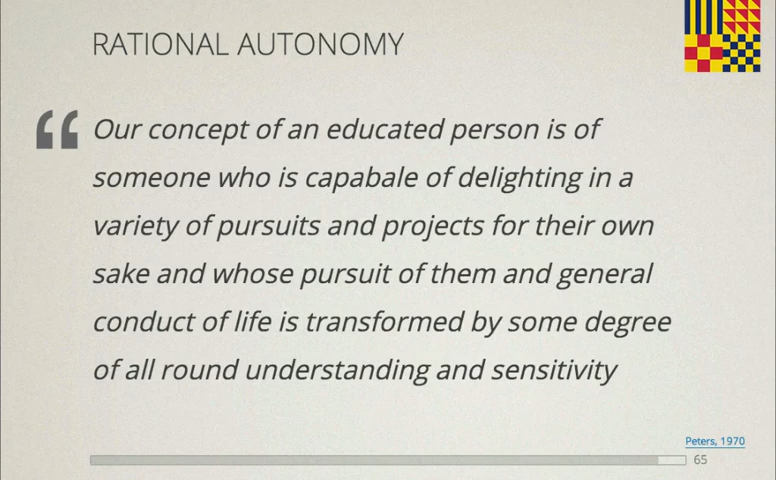 RATIONAL AUTONOMY
“ Our concept of an educated person is of
someone who is capabale of delighting in a
variety of pursuits and projects for their own
sake and whose pursuit of them and general
conduct of life is transformed by some degree
of all round understanding and sensitivity
Peters, 1970
65